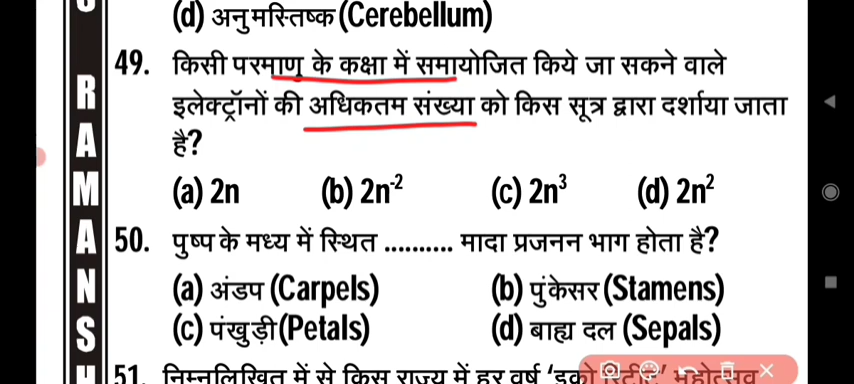 (d) अनुमस्तिष्क (Cerebellum)
49. किसी परमाणु के कक्षा में समायोजित किये जा सकने वाले
इलेक्ट्रॉनों की अधिकतम संख्या को किस सूत्र द्वारा दर्शाया जाता
है?
(a) 2n (b) 2n⁻² (c) 2n³ (d) 2n²
50. पुष्प के मध्य में स्थित .......... मादा प्रजनन भाग होता है?
(a) अंडप (Carpels) (b) पुंकेसर (Stamens)
(c) पंखुड़ी (Petals) (d) बाह्य दल (Sepals)
51. निम्नलिखित में से किस राज्य में हर वर्ष
R
A
M
A
N
S